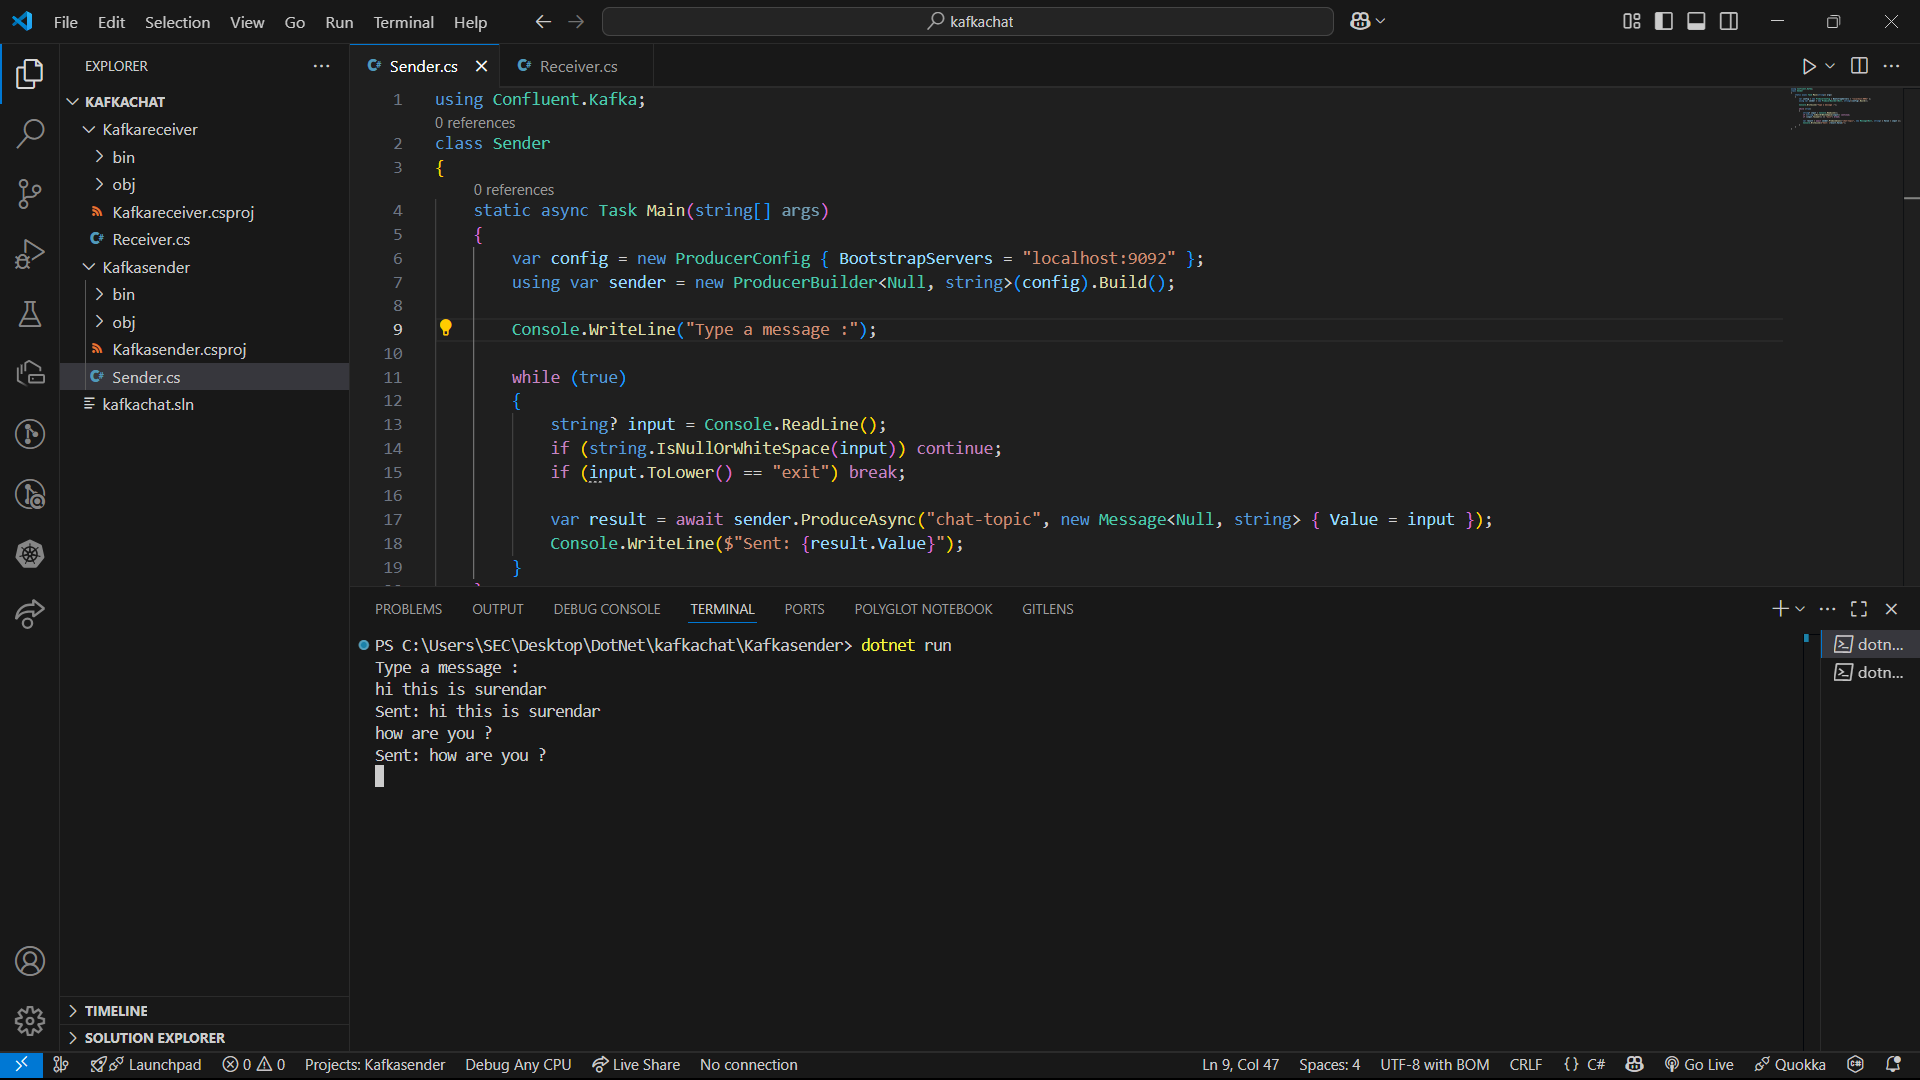 File Edit Selection View Go Run Terminal Help
kafkachat
EXPLORER
KAFKACHAT
Kafkareceiver
bin
obj
Kafkareceiver.csproj
C# Receiver.cs
Kafkasender
bin
obj
Kafkasender.csproj
C# Sender.cs
kafkachat.sln
TIMELINE
SOLUTION EXPLORER
C# Sender.cs
C# Receiver.cs
1 using Confluent.Kafka;
0 references
2 class Sender
3 {
0 references
4 static async Task Main(string[] args)
5 {
6 var config = new ProducerConfig { BootstrapServers = "localhost:9092" };
7 using var sender = new ProducerBuilder<Null, string>(config).Build();
8
9 Console.WriteLine("Type a message :");
10
11 while (true)
12 {
13 string? input = Console.ReadLine();
14 if (string.IsNullOrWhiteSpace(input)) continue;
15 if (input.ToLower() == "exit") break;
16
17 var result = await sender.ProduceAsync("chat-topic", new Message<Null, string> { Value = input });
18 Console.WriteLine($"Sent: {result.Value}");
19 }
PROBLEMS OUTPUT DEBUG CONSOLE TERMINAL PORTS POLYGLOT NOTEBOOK GITLENS
PS C:\Users\SEC\Desktop\DotNet\kafkachat\Kafkasender> dotnet run
Type a message :
hi this is surendar
Sent: hi this is surendar
how are you ?
Sent: how are you ?
dotn...
dotn...
Launchpad 0 0 Projects: Kafkasender Debug Any CPU Live Share No connection
Ln 9, Col 47 Spaces: 4 UTF-8 with BOM CRLF {} C# Go Live Quokka